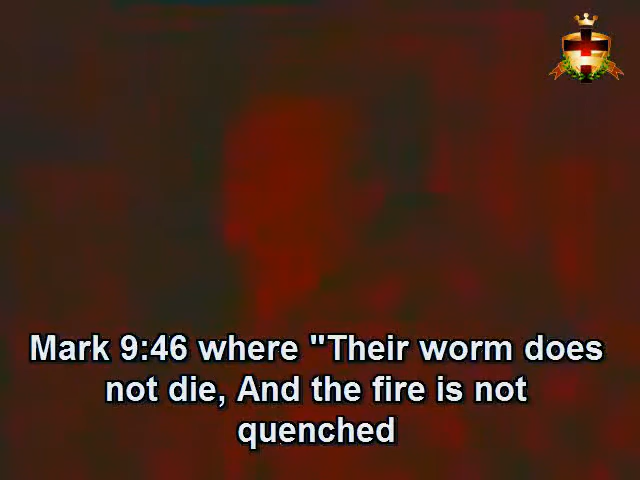 Mark 9:46 where "Their worm does
not die, And the fire is not
quenched